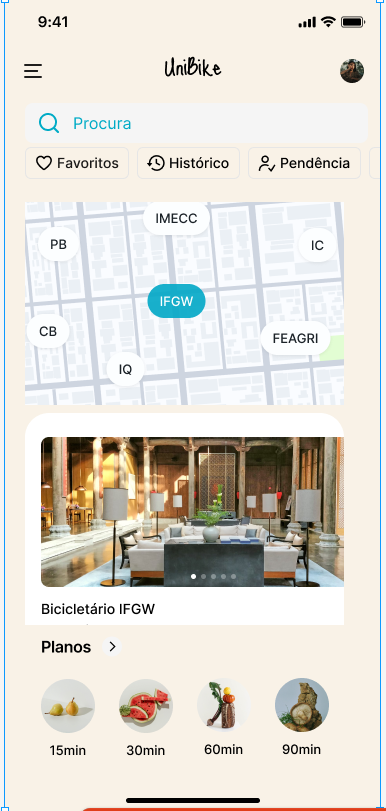 9:41
UniBike
Procura
Favoritos Histórico Pendência
IMECC
PB
IC
IFGW
CB
FEAGRI
IQ
Bicicletário IFGW
Planos
15min 30min 60min 90min